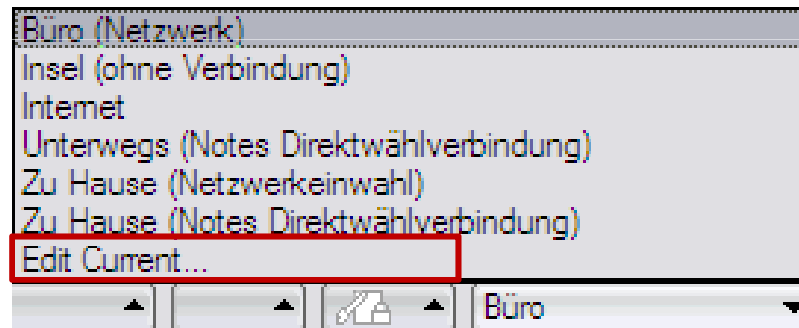 Büro (Netzwerk)
Insel (ohne Verbindung)
Internet
Unterwegs (Notes Direktwählverbindung)
Zu Hause (Netzwerkeinwahl)
Zu Hause (Notes Direktwählverbindung)
Edit Current...
Büro